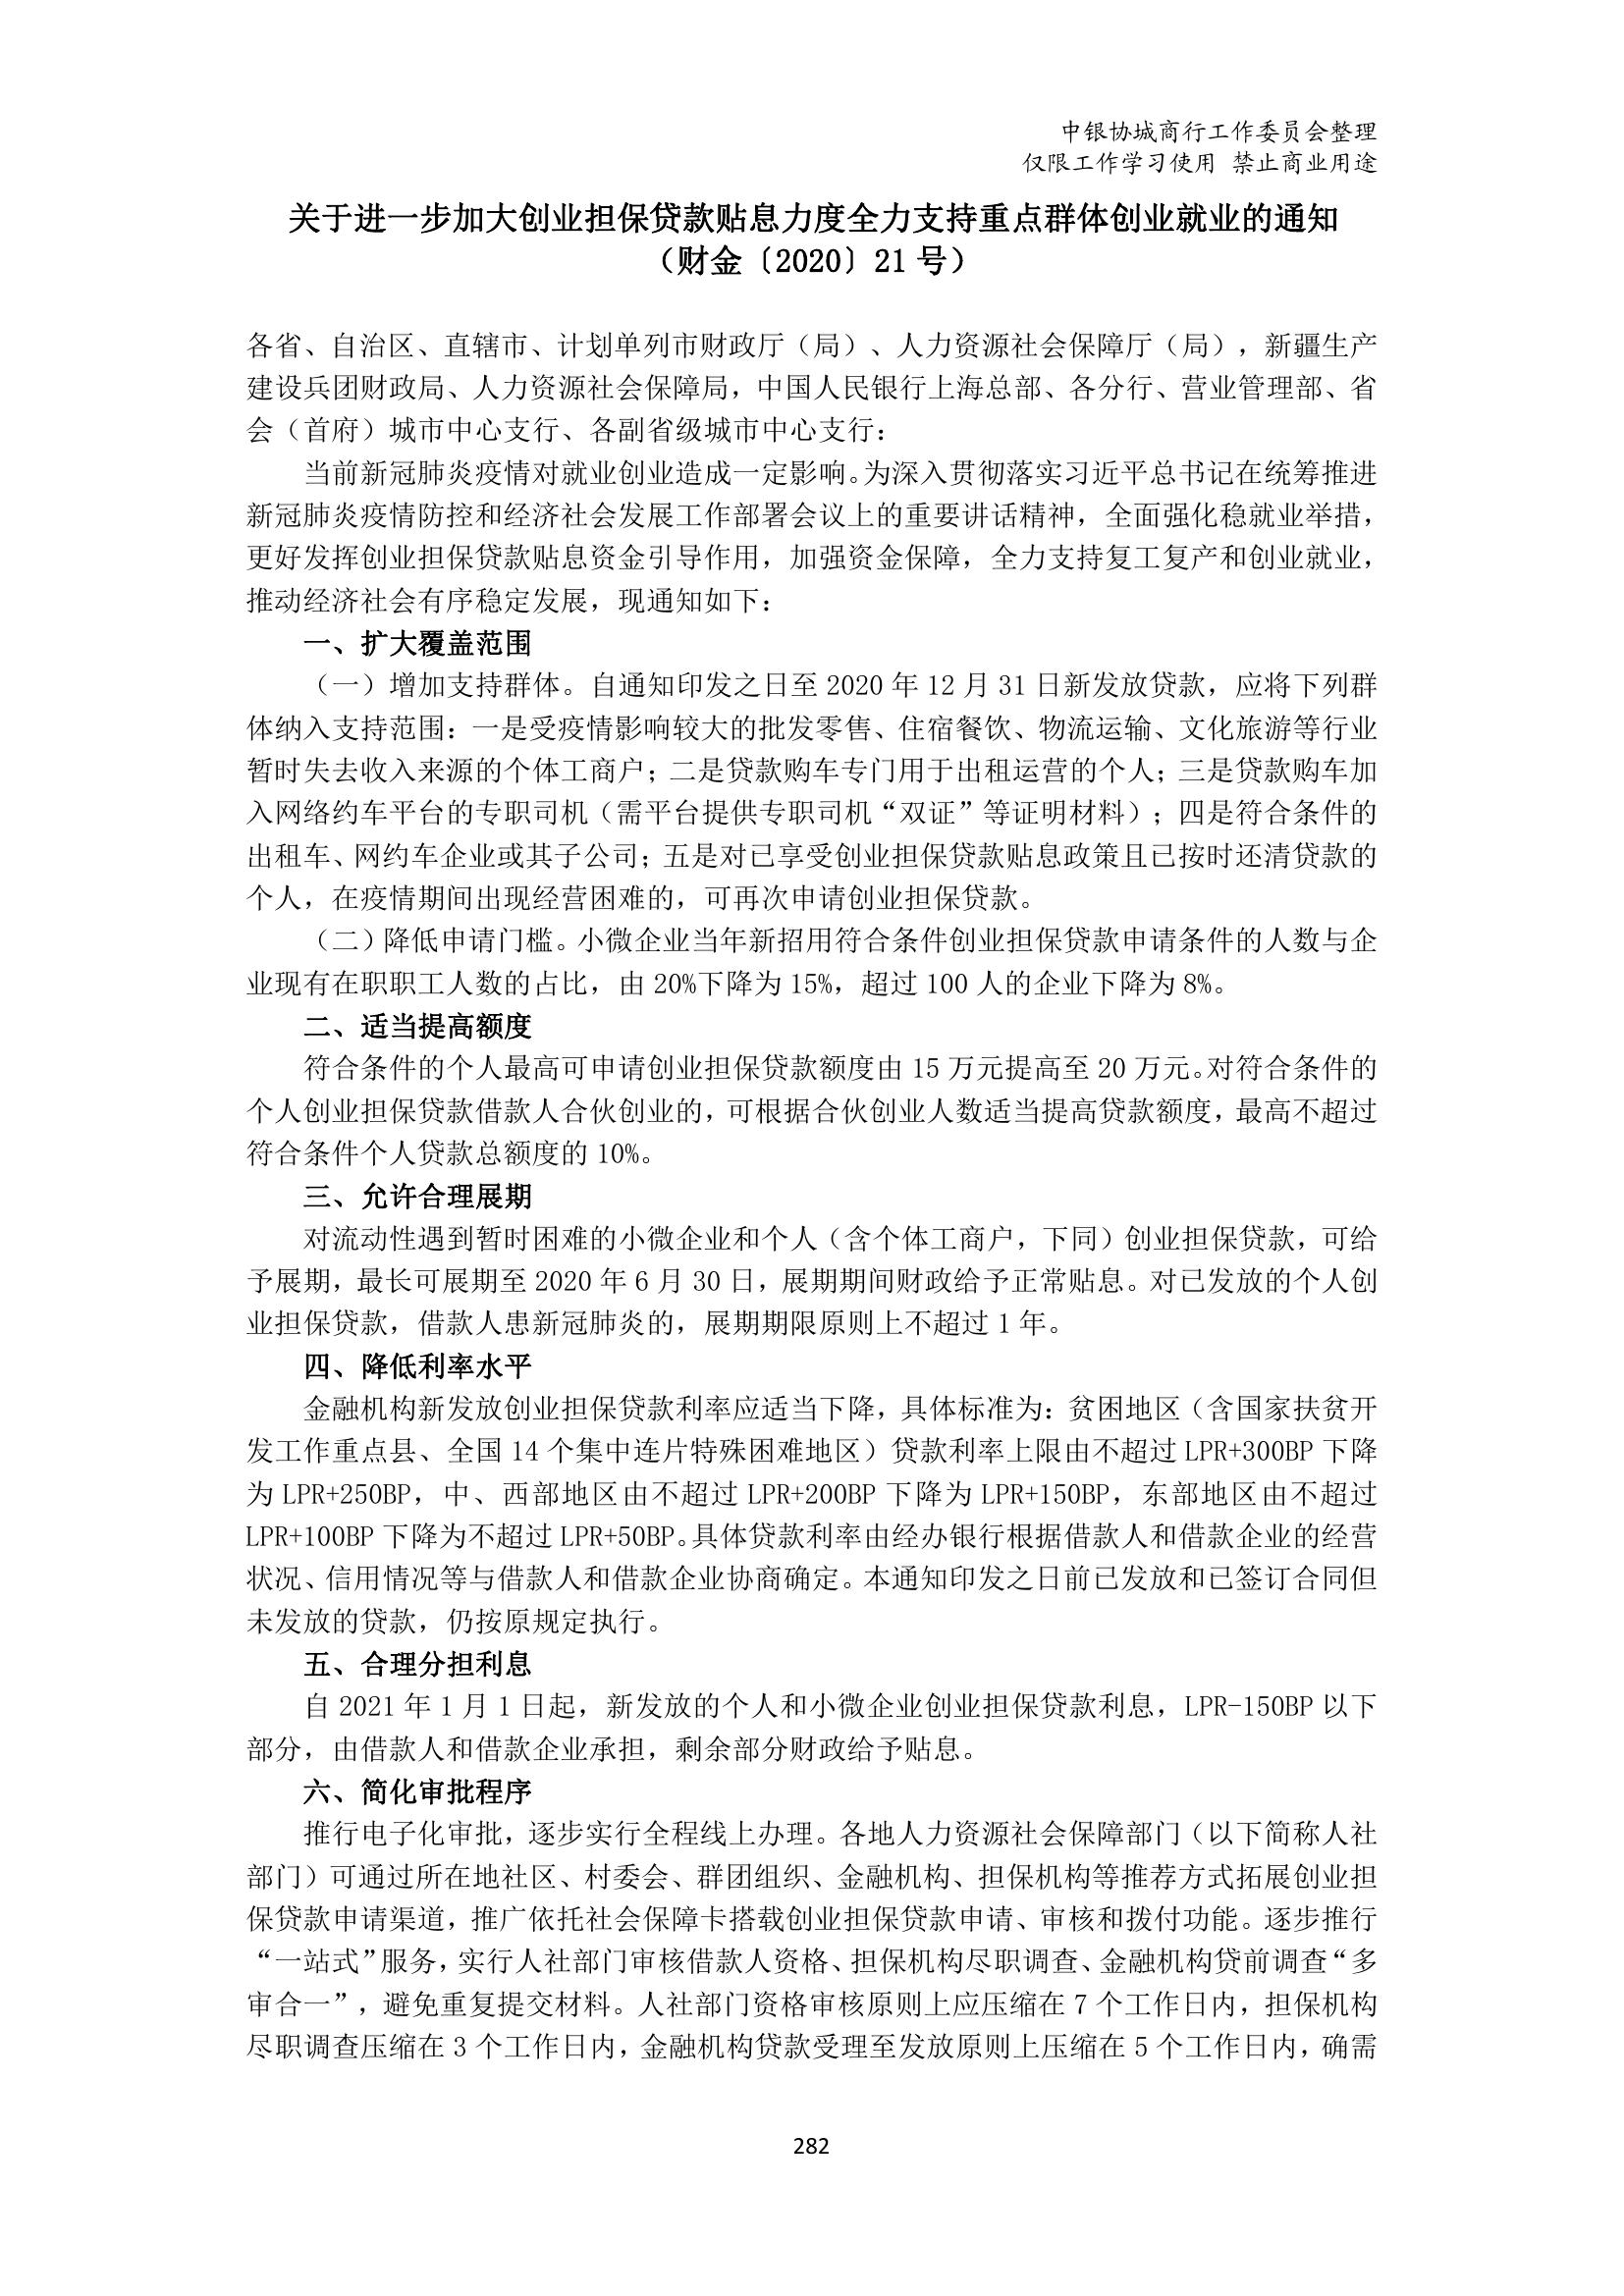 中银协城商行工作委员会整理
仅限工作学习使用 禁止商业用途
关于进一步加大创业担保贷款贴息力度全力支持重点群体创业就业的通知
（财金〔2020〕21 号）
各省、自治区、直辖市、计划单列市财政厅（局）、人力资源社会保障厅（局），新疆生产
建设兵团财政局、人力资源社会保障局，中国人民银行上海总部、各分行、营业管理部、省
会（首府）城市中心支行、各副省级城市中心支行：
当前新冠肺炎疫情对就业创业造成一定影响。为深入贯彻落实习近平总书记在统筹推进
新冠肺炎疫情防控和经济社会发展工作部署会议上的重要讲话精神，全面强化稳就业举措，
更好发挥创业担保贷款贴息资金引导作用，加强资金保障，全力支持复工复产和创业就业，
推动经济社会有序稳定发展，现通知如下：
一、扩大覆盖范围
（一）增加支持群体。自通知印发之日至 2020 年 12 月 31 日新发放贷款，应将下列群
体纳入支持范围：一是受疫情影响较大的批发零售、住宿餐饮、物流运输、文化旅游等行业
暂时失去收入来源的个体工商户；二是贷款购车专门用于出租运营的个人；三是贷款购车加
入网络约车平台的专职司机（需平台提供专职司机“双证”等证明材料）；四是符合条件的
出租车、网约车企业或其子公司；五是对已享受创业担保贷款贴息政策且已按时还清贷款的
个人，在疫情期间出现经营困难的，可再次申请创业担保贷款。
（二）降低申请门槛。小微企业当年新招用符合条件创业担保贷款申请条件的人数与企
业现有在职职工人数的占比，由 20%下降为 15%，超过 100 人的企业下降为 8%。
二、适当提高额度
符合条件的个人最高可申请创业担保贷款额度由 15 万元提高至 20 万元。对符合条件的
个人创业担保贷款借款人合伙创业的，可根据合伙创业人数适当提高贷款额度，最高不超过
符合条件个人贷款总额度的 10%。
三、允许合理展期
对流动性遇到暂时困难的小微企业和个人（含个体工商户，下同）创业担保贷款，可给
予展期，最长可展期至 2020 年 6 月 30 日，展期期间财政给予正常贴息。对已发放的个人创
业担保贷款，借款人患新冠肺炎的，展期期限原则上不超过 1 年。
四、降低利率水平
金融机构新发放创业担保贷款利率应适当下降，具体标准为：贫困地区（含国家扶贫开
发工作重点县、全国 14 个集中连片特殊困难地区）贷款利率上限由不超过 LPR+300BP 下降
为 LPR+250BP，中、西部地区由不超过 LPR+200BP 下降为 LPR+150BP，东部地区由不超过
LPR+100BP 下降为不超过 LPR+50BP。具体贷款利率由经办银行根据借款人和借款企业的经营
状况、信用情况等与借款人和借款企业协商确定。本通知印发之日前已发放和已签订合同但
未发放的贷款，仍按原规定执行。
五、合理分担利息
自 2021 年 1 月 1 日起，新发放的个人和小微企业创业担保贷款利息，LPR-150BP 以下
部分，由借款人和借款企业承担，剩余部分财政给予贴息。
六、简化审批程序
推行电子化审批，逐步实行全程线上办理。各地人力资源社会保障部门（以下简称人社
部门）可通过所在地社区、村委会、群团组织、金融机构、担保机构等推荐方式拓展创业担
保贷款申请渠道，推广依托社会保障卡搭载创业担保贷款申请、审核和拨付功能。逐步推行
“一站式”服务，实行人社部门审核借款人资格、担保机构尽职调查、金融机构贷前调查“多
审合一”，避免重复提交材料。人社部门资格审核原则上应压缩在 7 个工作日内，担保机构
尽职调查压缩在 3 个工作日内，金融机构贷款受理至发放原则上压缩在 5 个工作日内，确需
282